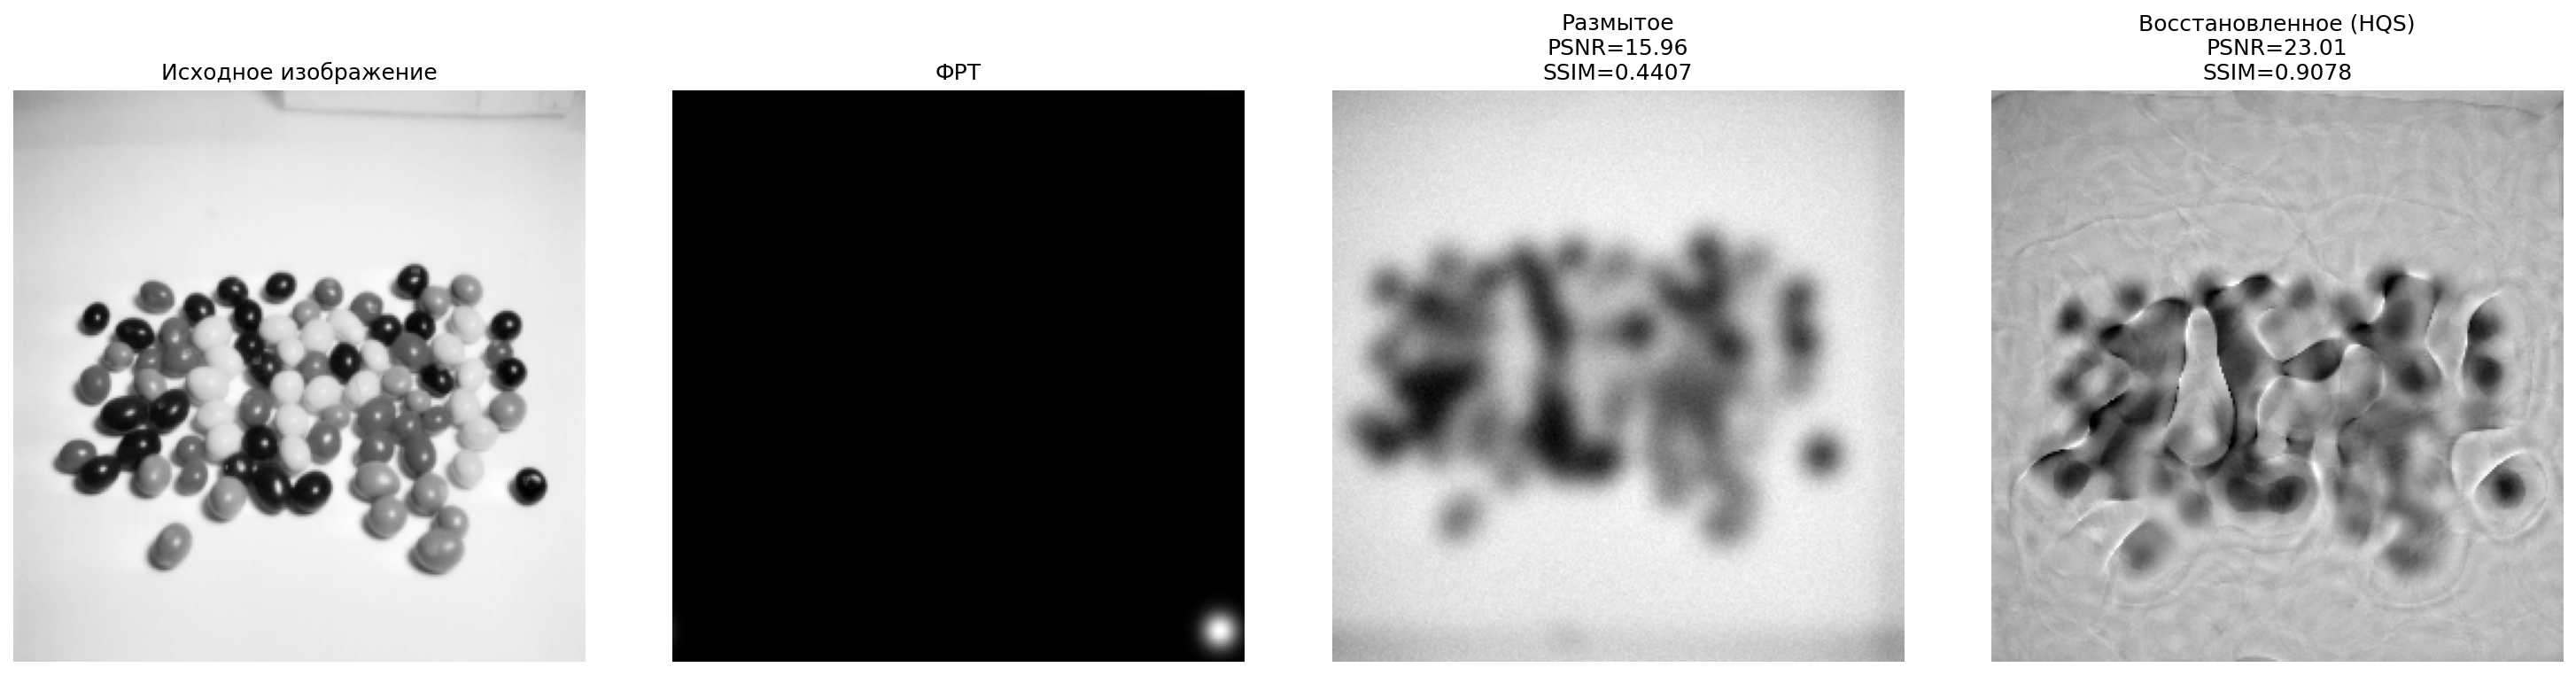 Исходное изображение
ФРТ
Размытое
PSNR=15.96
SSIM=0.4407
Восстановленное (HQS)
PSNR=23.01
SSIM=0.9078